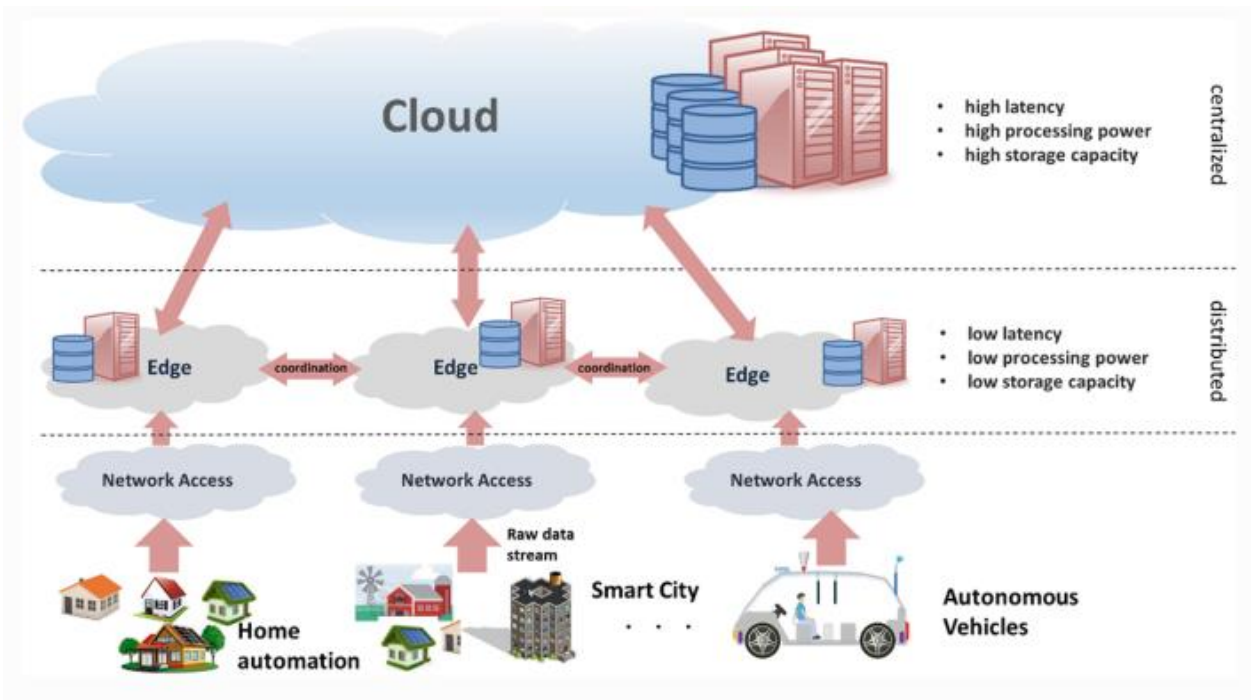 Cloud
• high latency
• high processing power
• high storage capacity
centralized
Edge
coordination
Edge
coordination
Edge
• low latency
• low processing power
• low storage capacity
distributed
Network Access
Network Access
Network Access
Raw data
stream
Smart City
. . .
Home
automation
Autonomous
Vehicles